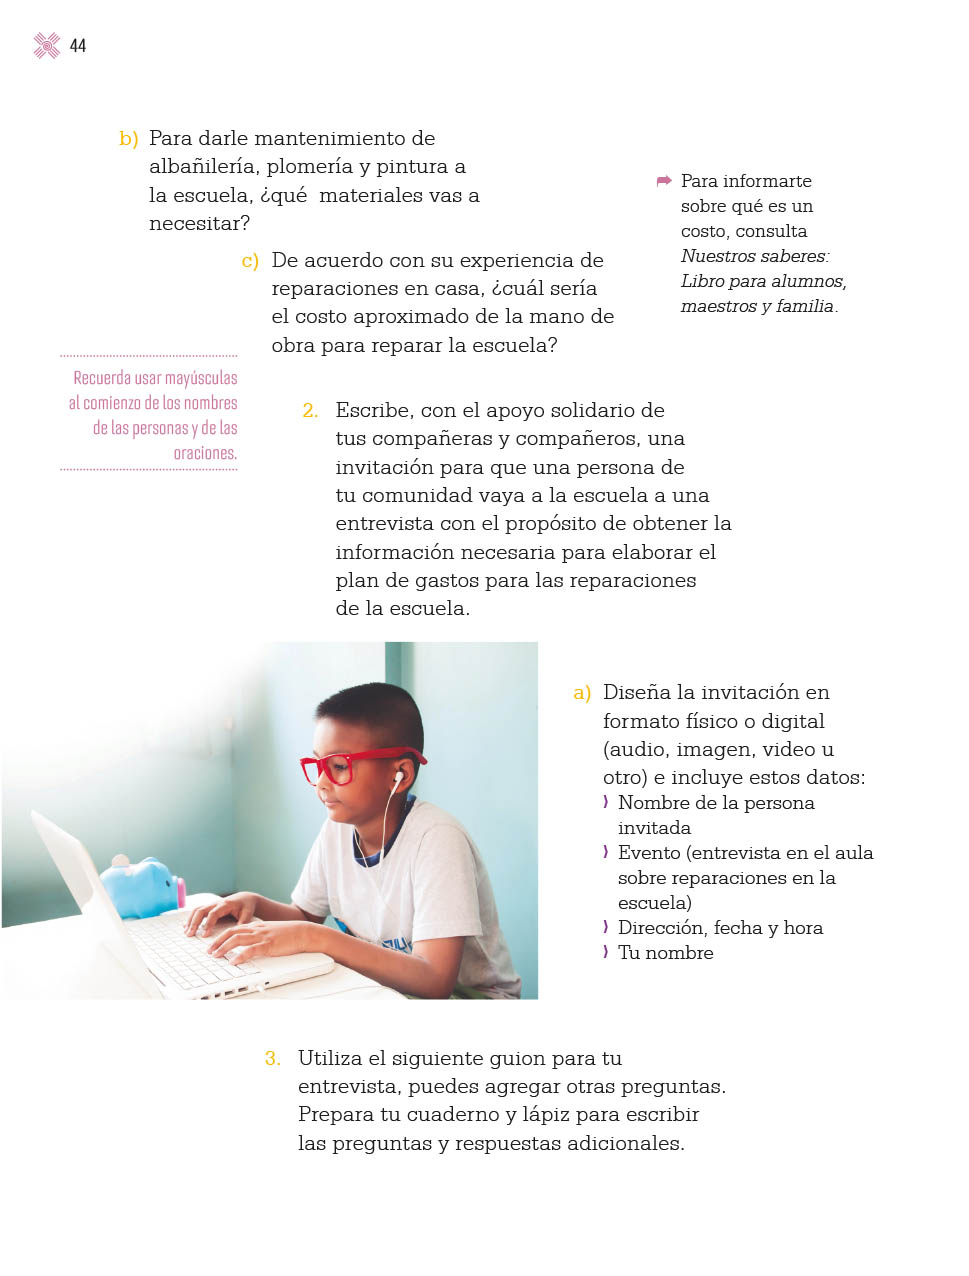 44
b) Para darle mantenimiento de
albañilería, plomería y pintura a
la escuela, ¿qué materiales vas a
necesitar?
Para informarte
sobre qué es un
costo, consulta
Nuestros saberes:
Libro para alumnos,
maestros y familia.
c) De acuerdo con su experiencia de
reparaciones en casa, ¿cuál sería
el costo aproximado de la mano de
obra para reparar la escuela?
Recuerda usar mayúsculas
al comienzo de los nombres
de las personas y de las
oraciones.
2. Escribe, con el apoyo solidario de
tus compañeras y compañeros, una
invitación para que una persona de
tu comunidad vaya a la escuela a una
entrevista con el propósito de obtener la
información necesaria para elaborar el
plan de gastos para las reparaciones
de la escuela.
a) Diseña la invitación en
formato físico o digital
(audio, imagen, video u
otro) e incluye estos datos:
Nombre de la persona
invitada
Evento (entrevista en el aula
sobre reparaciones en la
escuela)
Dirección, fecha y hora
Tu nombre
3. Utiliza el siguiente guion para tu
entrevista, puedes agregar otras preguntas.
Prepara tu cuaderno y lápiz para escribir
las preguntas y respuestas adicionales.